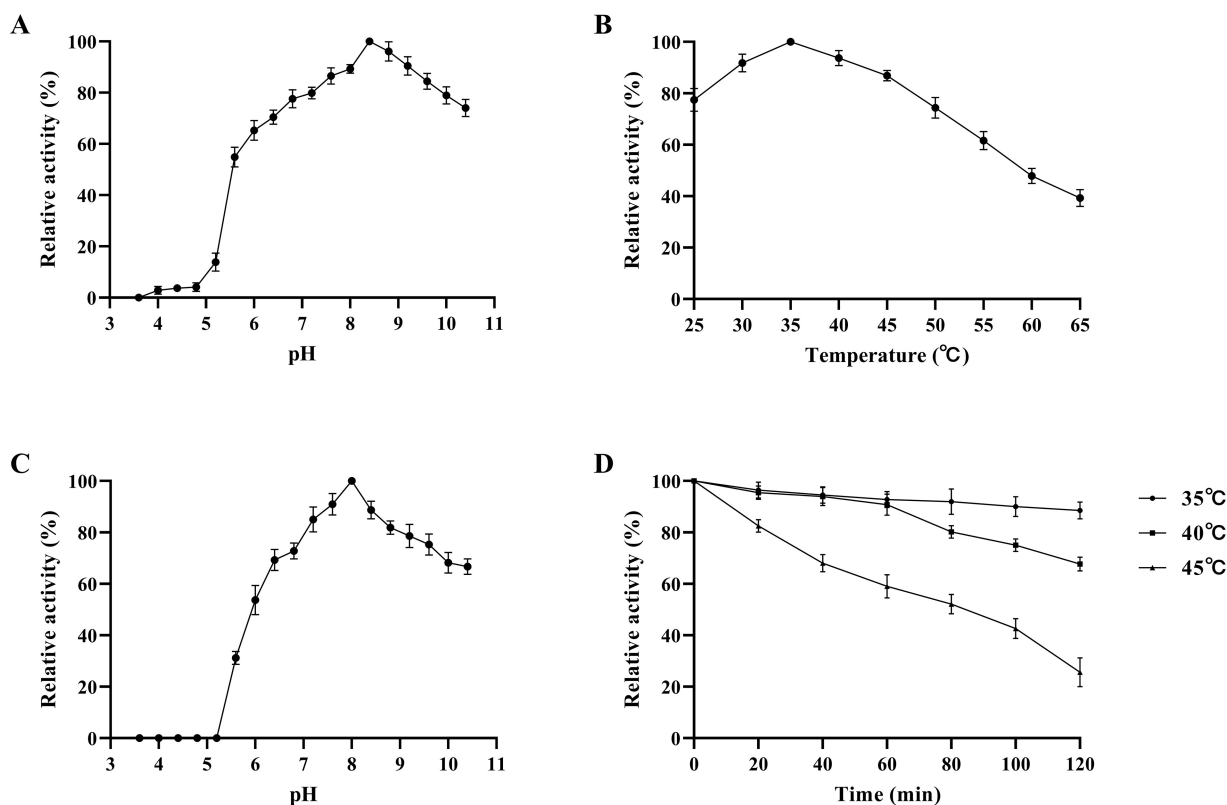 A
Relative activity (%)
100
80
60
40
20
0
3 4 5 6 7 8 9 10 11
pH
B
Relative activity (%)
100
80
60
40
20
0
25 30 35 40 45 50 55 60 65
Temperature (℃)
C
Relative activity (%)
100
80
60
40
20
0
3 4 5 6 7 8 9 10 11
pH
D
Relative activity (%)
100
80
60
40
20
0
0 20 40 60 80 100 120
Time (min)
35℃
40℃
45℃